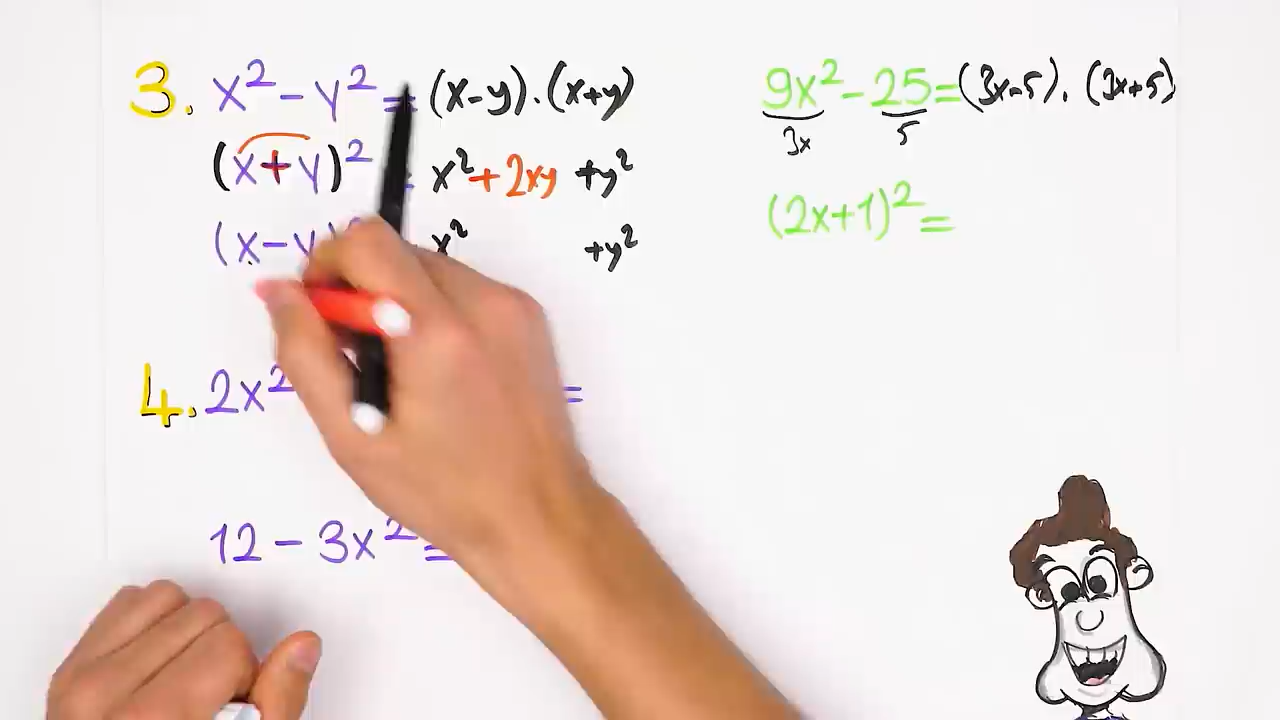 3. x² - y² = (x-y).(x+y)
(x+y)² = x² + 2xy + y²
(x-y x² +y²
4. 2x² =
12 - 3x² =
9x² - 25 = (3x-5).(3x+5)
3x 5
(2x+1)² =